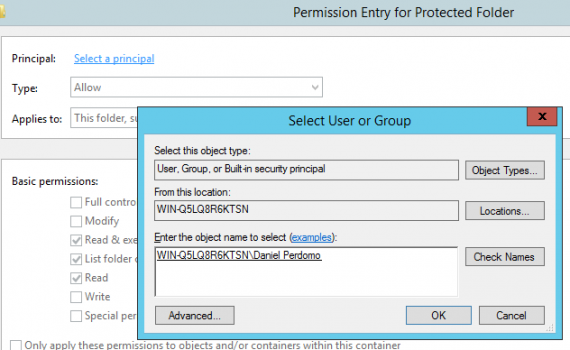 Permission Entry for Protected Folder
Principal: Select a principal
Type: Allow
Applies to: This folder,
Select User or Group
Select this object type:
User, Group, or Built-in security principal
Object Types...
From this location:
WIN-Q5LQ8R6KTSN
Locations...
Enter the object name to select (examples):
WIN-Q5LQ8R6KTSN\Daniel Perdomo
Check Names
Advanced...
OK
Cancel
Basic permissions:
Full contro
Modify
Read & exe
List folder
Read
Write
Special per
Only apply these permissions to objects and/or containers within this container